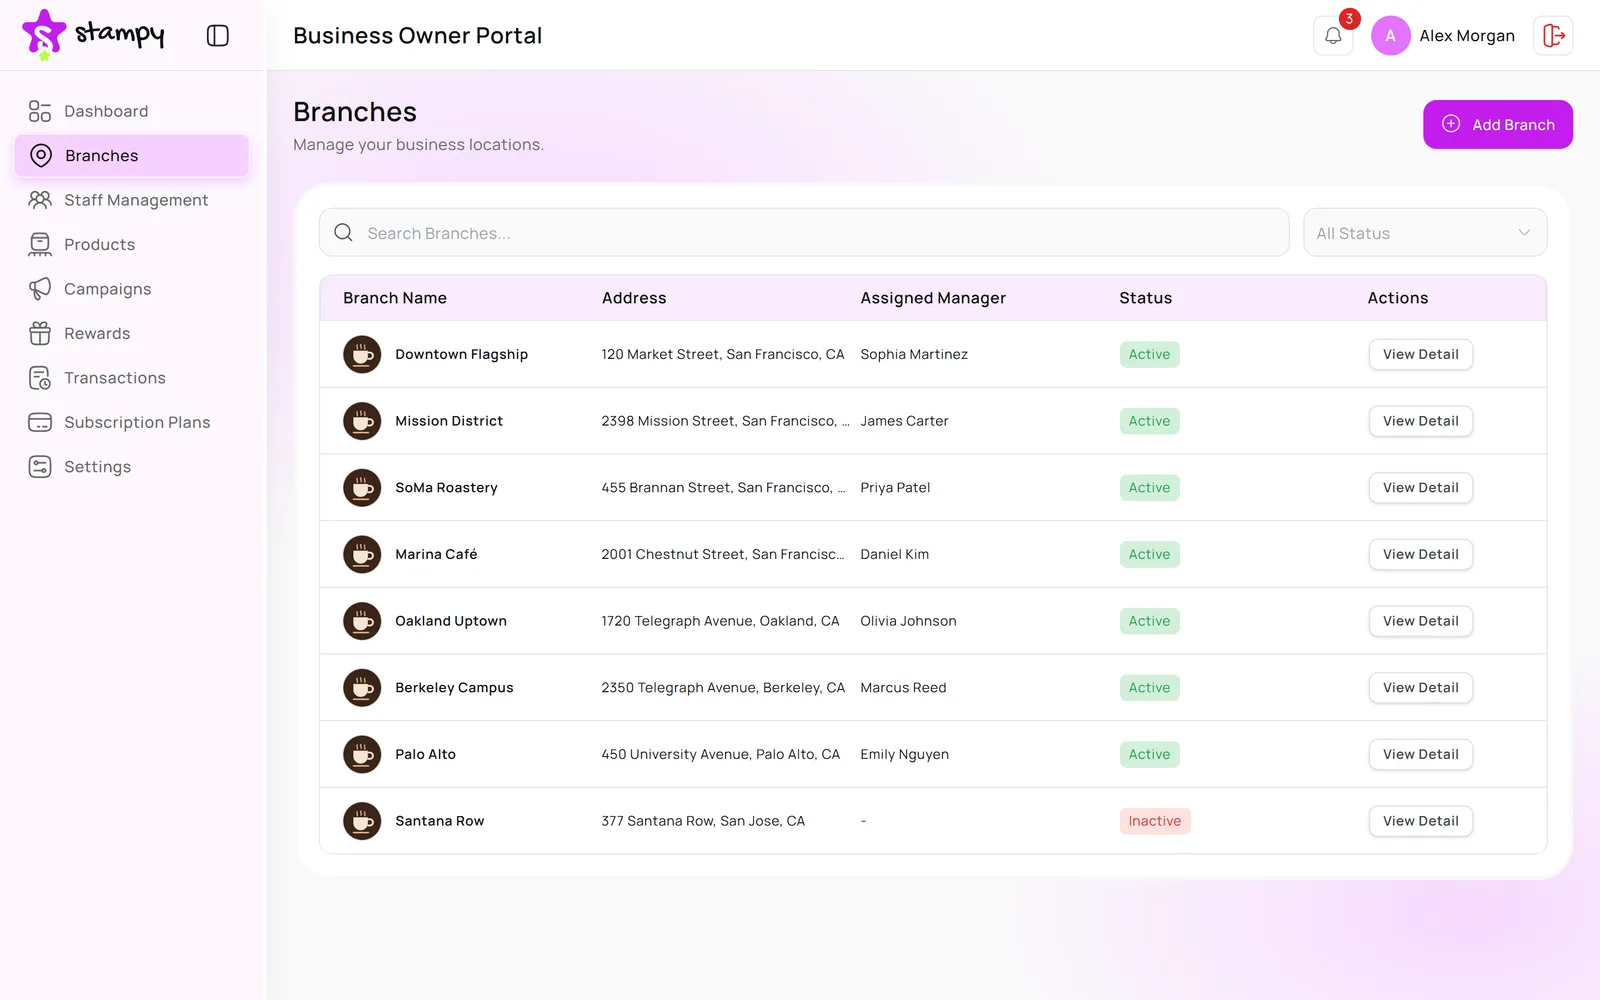 stampy
Business Owner Portal
3
A
Alex Morgan
Dashboard
Branches
Staff Management
Products
Campaigns
Rewards
Transactions
Subscription Plans
Settings
Branches
Manage your business locations.
Add Branch
Search Branches...
All Status
Branch Name Address Assigned Manager Status Actions
Downtown Flagship 120 Market Street, San Francisco, CA Sophia Martinez Active View Detail
Mission District 2398 Mission Street, San Francisco, ... James Carter Active View Detail
SoMa Roastery 455 Brannan Street, San Francisco, ... Priya Patel Active View Detail
Marina Café 2001 Chestnut Street, San Francisc... Daniel Kim Active View Detail
Oakland Uptown 1720 Telegraph Avenue, Oakland, CA Olivia Johnson Active View Detail
Berkeley Campus 2350 Telegraph Avenue, Berkeley, CA Marcus Reed Active View Detail
Palo Alto 450 University Avenue, Palo Alto, CA Emily Nguyen Active View Detail
Santana Row 377 Santana Row, San Jose, CA - Inactive View Detail